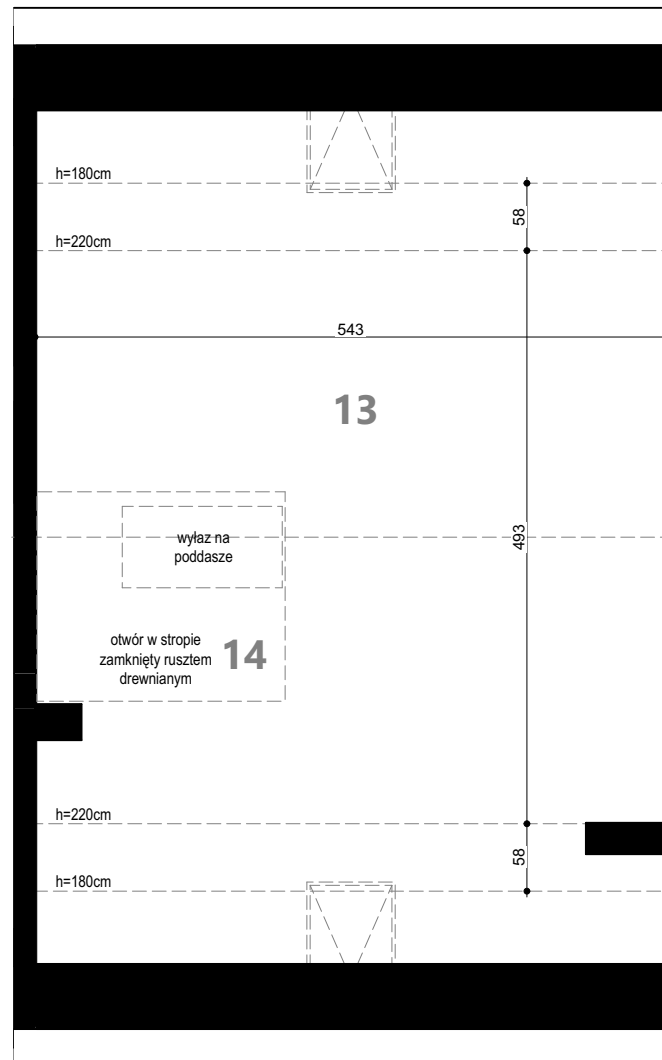 h=180cm
58
h=220cm
543
13
493
wyłaz na
poddasze
otwór w stropie
zamknięty rusztem
drewnianym
14
h=220cm
58
h=180cm